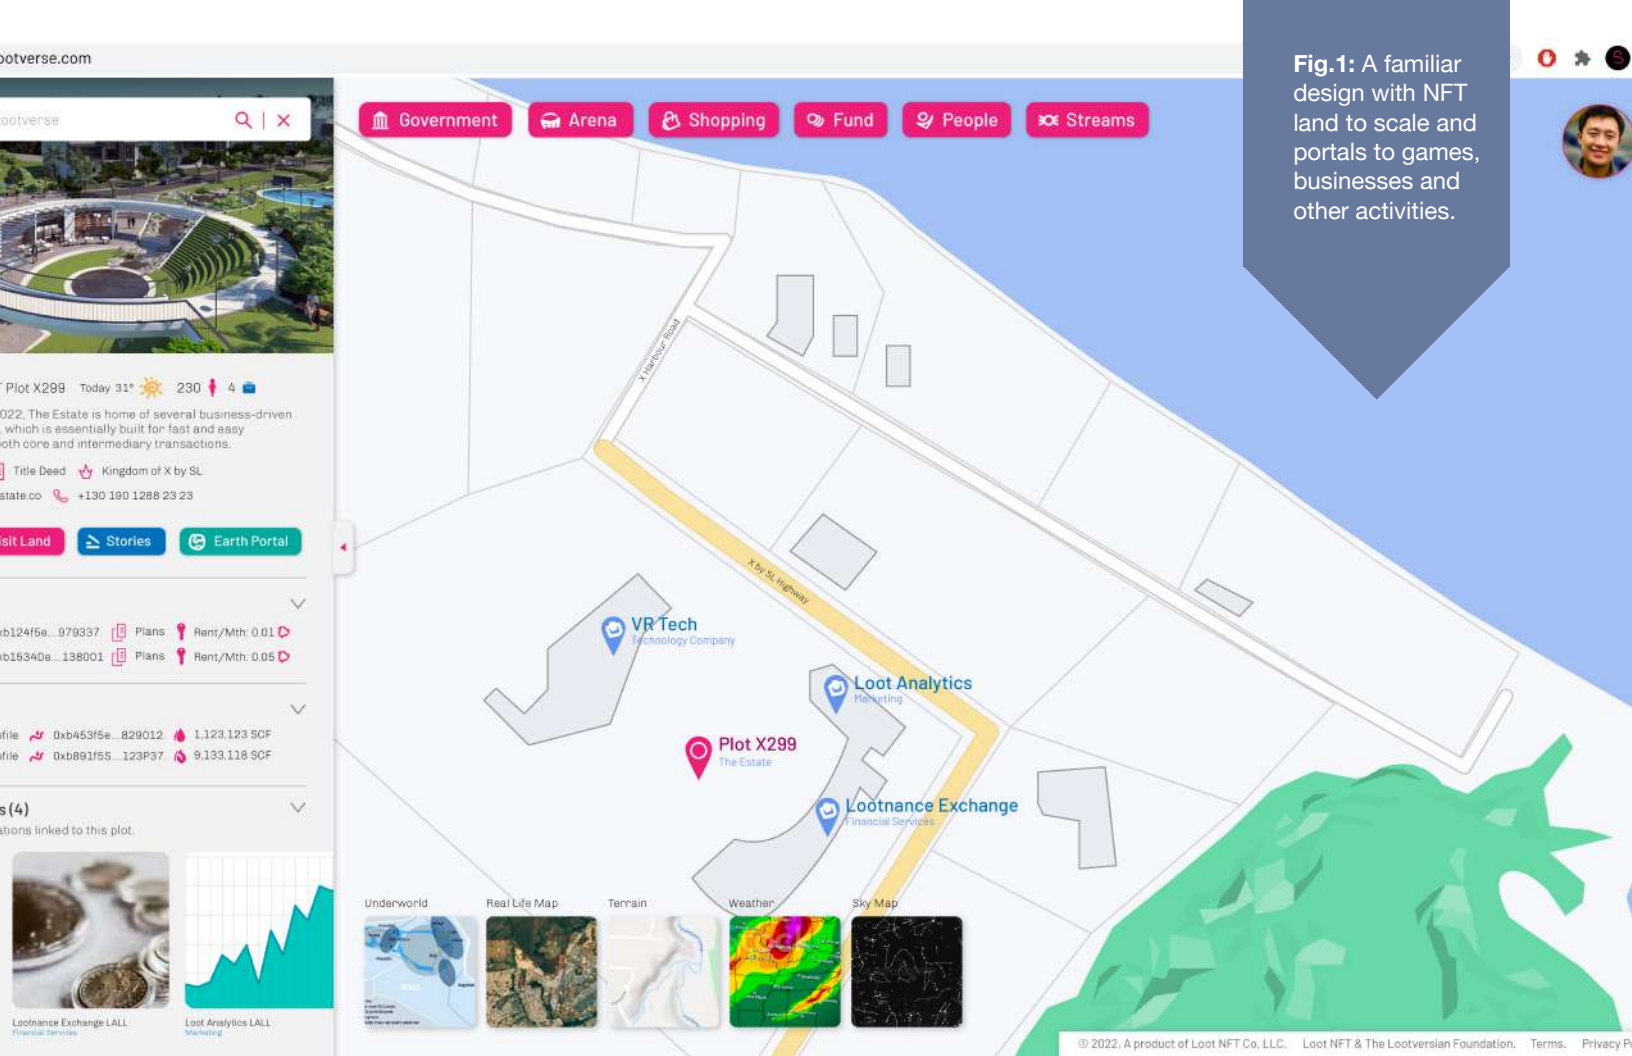 ootverse.com
Fig.1: A familiar
design with NFT
land to scale and
portals to games,
businesses and
other activities.
S
ootverse
Government
Arena
Shopping
Fund
People
Streams
Plot X299 Today 31° 230 4
022, The Estate is home of several business-driven
, which is essentially built for fast and easy
oth core and intermediary transactions.
Title Deed Kingdom of X by SL
state.co +130 190 1288 23 23
isit Land
Stories
Earth Portal
xb124f5e...979337. Plans Rent/Mth: 0.01
xb1534De...138001 Plans Rent/Mth: 0.05
ofile 0xb453f5e...829012. 1,123,123 SCF
ofile 0xb891f5S...123P37. 9,133,118 SCF
s (4)
ations linked to this plot.
Lootnance Exchange LALL
Financial Services
Loot Analytics LALL
Marketing
X Harbour Road
X by SL Highway
VR Tech
Technology Company
Loot Analytics
Marketing
Plot X299
The Estate
Lootnance Exchange
Financial Services
Underworld
Real Life Map
Terrain
Weather
Sky Map
© 2022. A product of Loot NFT Co, LLC. Loot NFT & The Lootversian Foundation. Terms. Privacy P